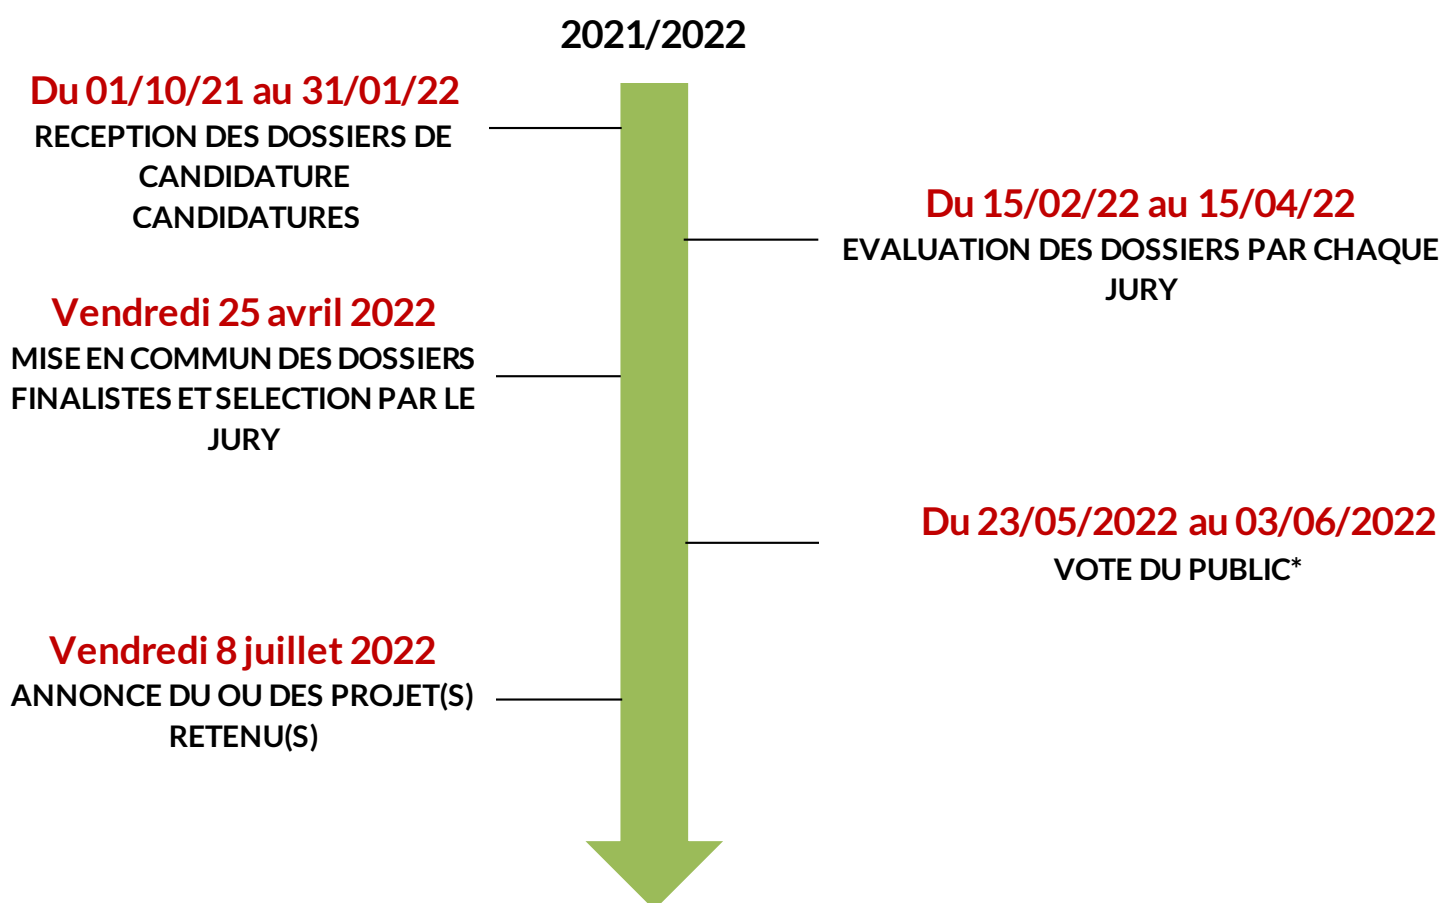 2021/2022
Du 01/10/21 au 31/01/22
RECEPTION DES DOSSIERS DE
CANDIDATURE
CANDIDATURES
Du 15/02/22 au 15/04/22
EVALUATION DES DOSSIERS PAR CHAQUE
JURY
Vendredi 25 avril 2022
MISE EN COMMUN DES DOSSIERS
FINALISTES ET SELECTION PAR LE
JURY
Du 23/05/2022 au 03/06/2022
VOTE DU PUBLIC*
Vendredi 8 juillet 2022
ANNONCE DU OU DES PROJET(S)
RETENU(S)